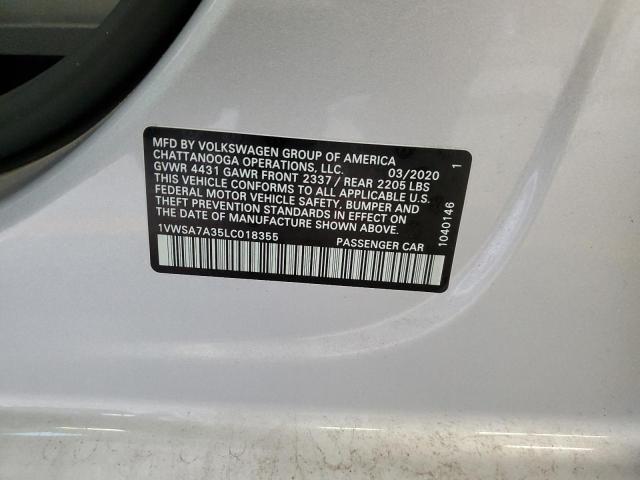 MFD BY VOLKSWAGEN GROUP OF AMERICA
CHATTANOOGA OPERATIONS, LLC. 03/2020 1
GVWR 4431 GAWR FRONT 2337 / REAR 2205 LBS
THIS VEHICLE CONFORMS TO ALL APPLICABLE U.S.
FEDERAL MOTOR VEHICLE SAFETY, BUMPER AND
THEFT PREVENTION STANDARDS IN EFFECT ON
THE DATE OF MANUFACTURE SHOWN ABOVE.
1VWSA7A35LC018355 PASSENGER CAR
1040146